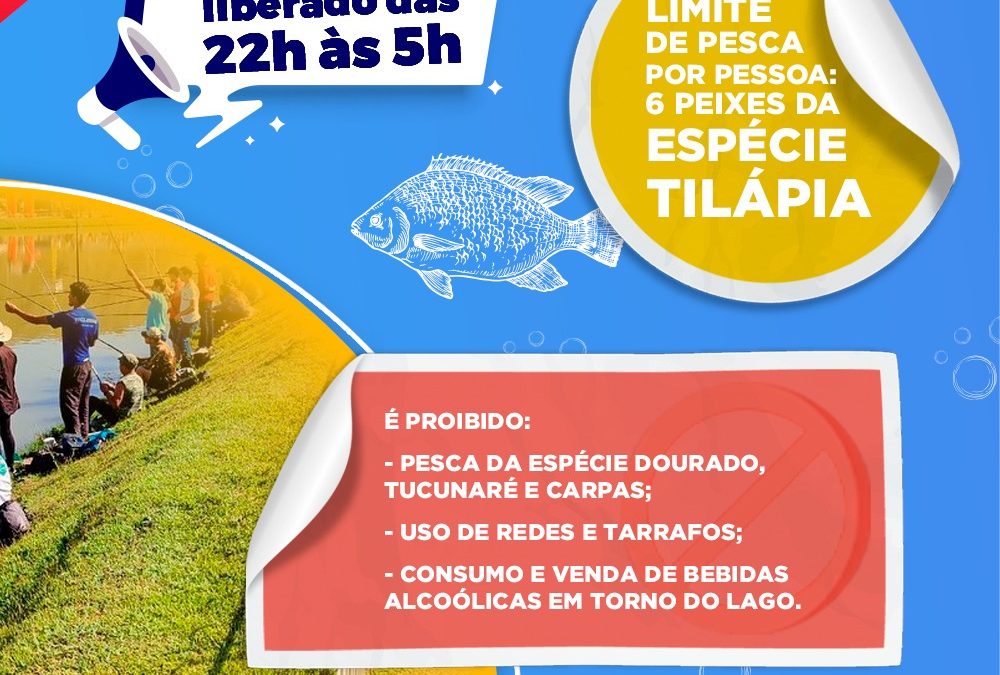 liberado das
22h às 5h
LIMITE
DE PESCA
POR PESSOA:
6 PEIXES DA
ESPÉCIE
TILÁPIA
É PROIBIDO:
- PESCA DA ESPÉCIE DOURADO,
TUCUNARÉ E CARPAS;
- USO DE REDES E TARRAFOS;
- CONSUMO E VENDA DE BEBIDAS
ALCOÓLICAS EM TORNO DO LAGO.